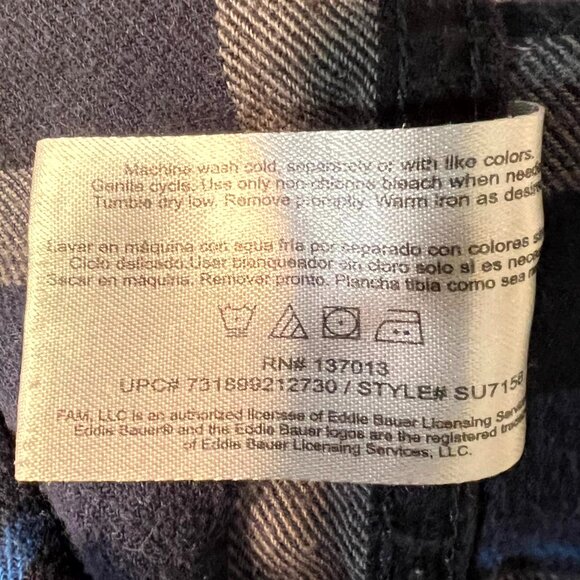 Machine wash cold, separately or with like colors.
Gentle cycle. Use only non-chlorine bleach when
Tumble dry low. Remove promptly. Warm iron as
Lavar en máquina con agua fría por separado con colores
Ciclo delicado.Usar blanqueador sin cloro solo si es
Secar en máquina. Remover pronto. Plancha tibia como sea
RN# 137013
UPC# 731899212730 / STYLE# SU7156
FAM, LLC is an authorized licensee of Eddie Bauer Licensing
Eddie Bauer® and the Eddie Bauer logos are the registered
of Eddie Bauer Licensing Services, LLC.